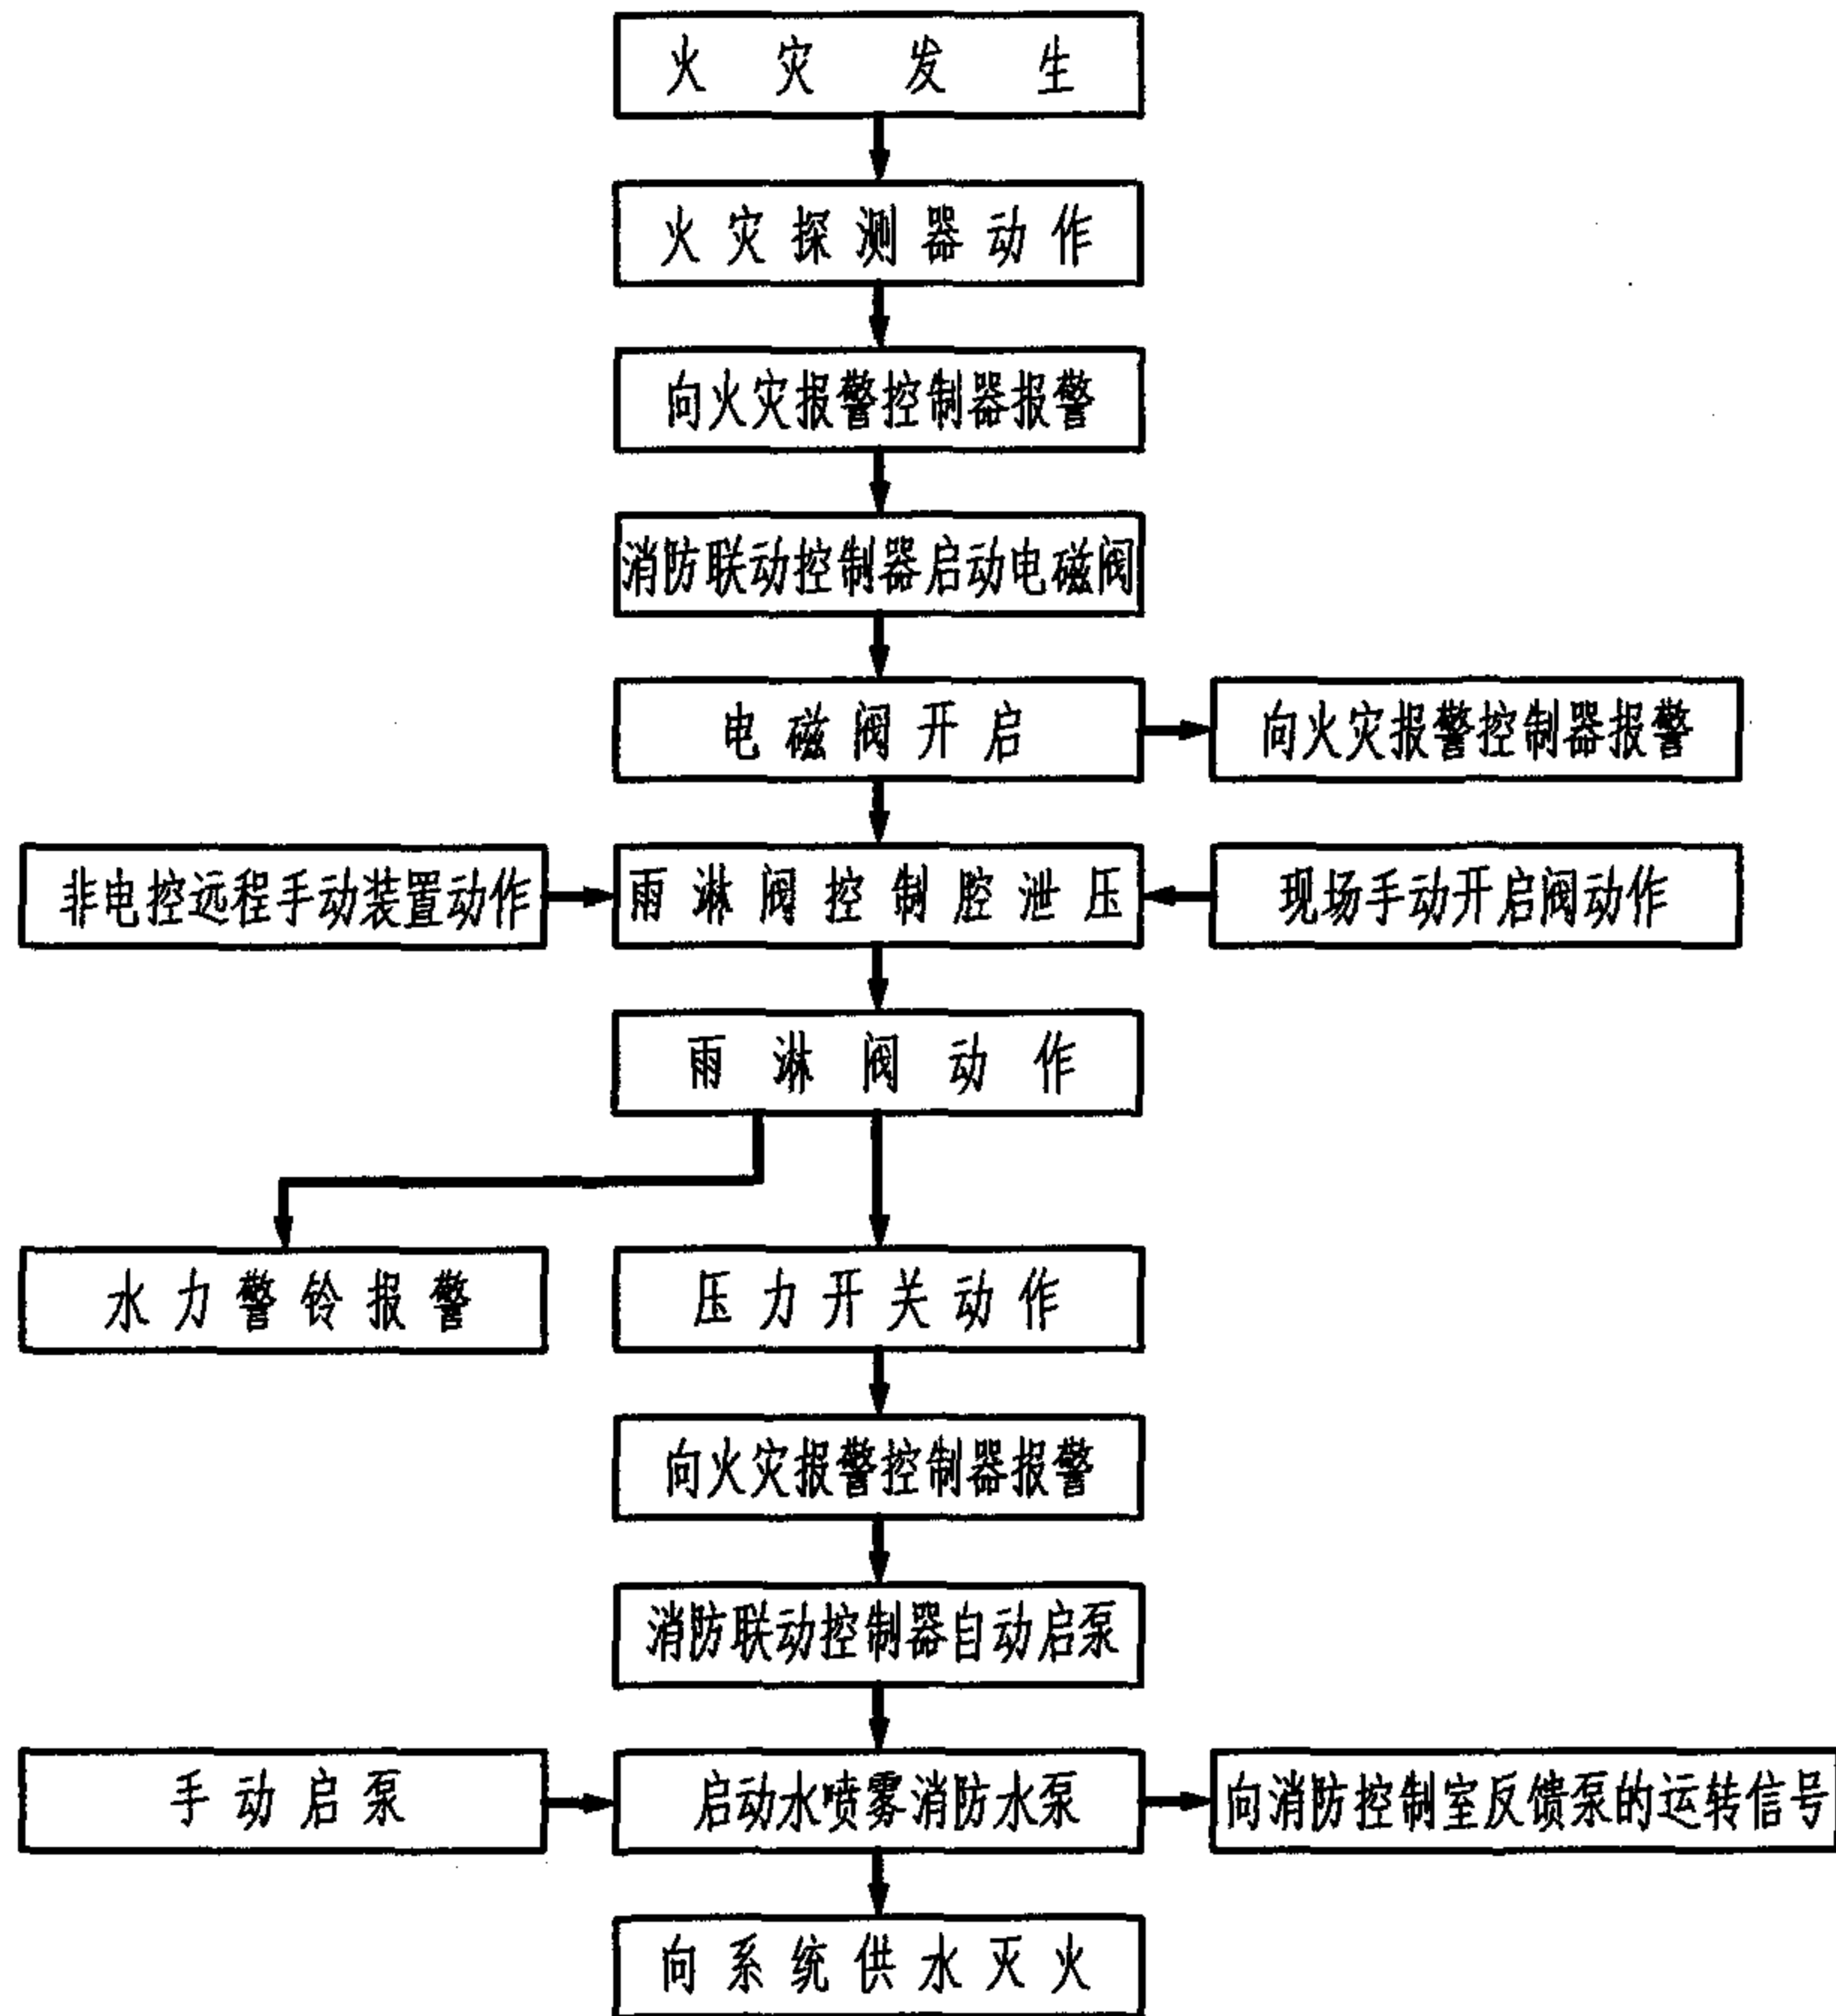 火灾发生
火灾探测器动作
向火灾报警控制器报警
消防联动控制器启动电磁阀
电磁阀开启
向火灾报警控制器报警
非电控远程手动装置动作
雨淋阀控制腔泄压
现场手动开启阀动作
雨淋阀动作
水力警铃报警
压力开关动作
向火灾报警控制器报警
消防联动控制器自动启泵
手动启泵
启动水喷雾消防水泵
向消防控制室反馈泵的运转信号
向系统供水灭火